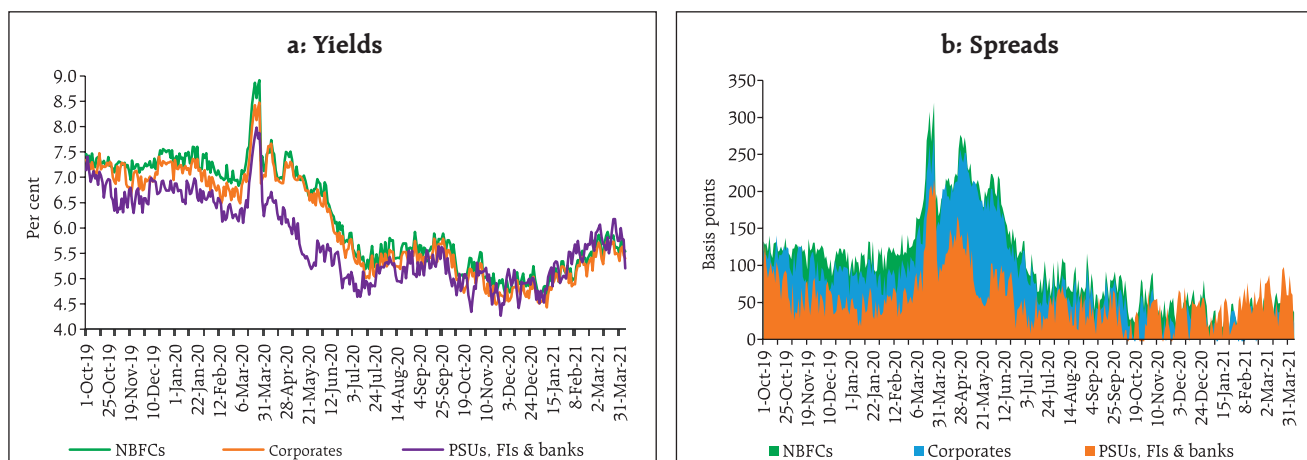 a: Yields
Per cent
9.0
8.5
8.0
7.5
7.0
6.5
6.0
5.5
5.0
4.5
4.0
1-Oct-19
25-Oct-19
19-Nov-19
10-Dec-19
1-Jan-20
22-Jan-20
12-Feb-20
6-Mar-20
31-Mar-20
28-Apr-20
21-May-20
12-Jun-20
3-Jul-20
24-Jul-20
14-Aug-20
4-Sep-20
25-Sep-20
19-Oct-20
10-Nov-20
3-Dec-20
24-Dec-20
15-Jan-21
8-Feb-21
2-Mar-21
31-Mar-21
NBFCs Corporates PSUs, FIs & banks
b: Spreads
Basis points
350
300
250
200
150
100
50
0
1-Oct-19
25-Oct-19
19-Nov-19
10-Dec-19
1-Jan-20
22-Jan-20
12-Feb-20
6-Mar-20
31-Mar-20
28-Apr-20
21-May-20
12-Jun-20
3-Jul-20
24-Jul-20
14-Aug-20
4-Sep-20
25-Sep-20
19-Oct-20
10-Nov-20
3-Dec-20
24-Dec-20
15-Jan-21
8-Feb-21
2-Mar-21
31-Mar-21
NBFCs Corporates PSUs, FIs & banks